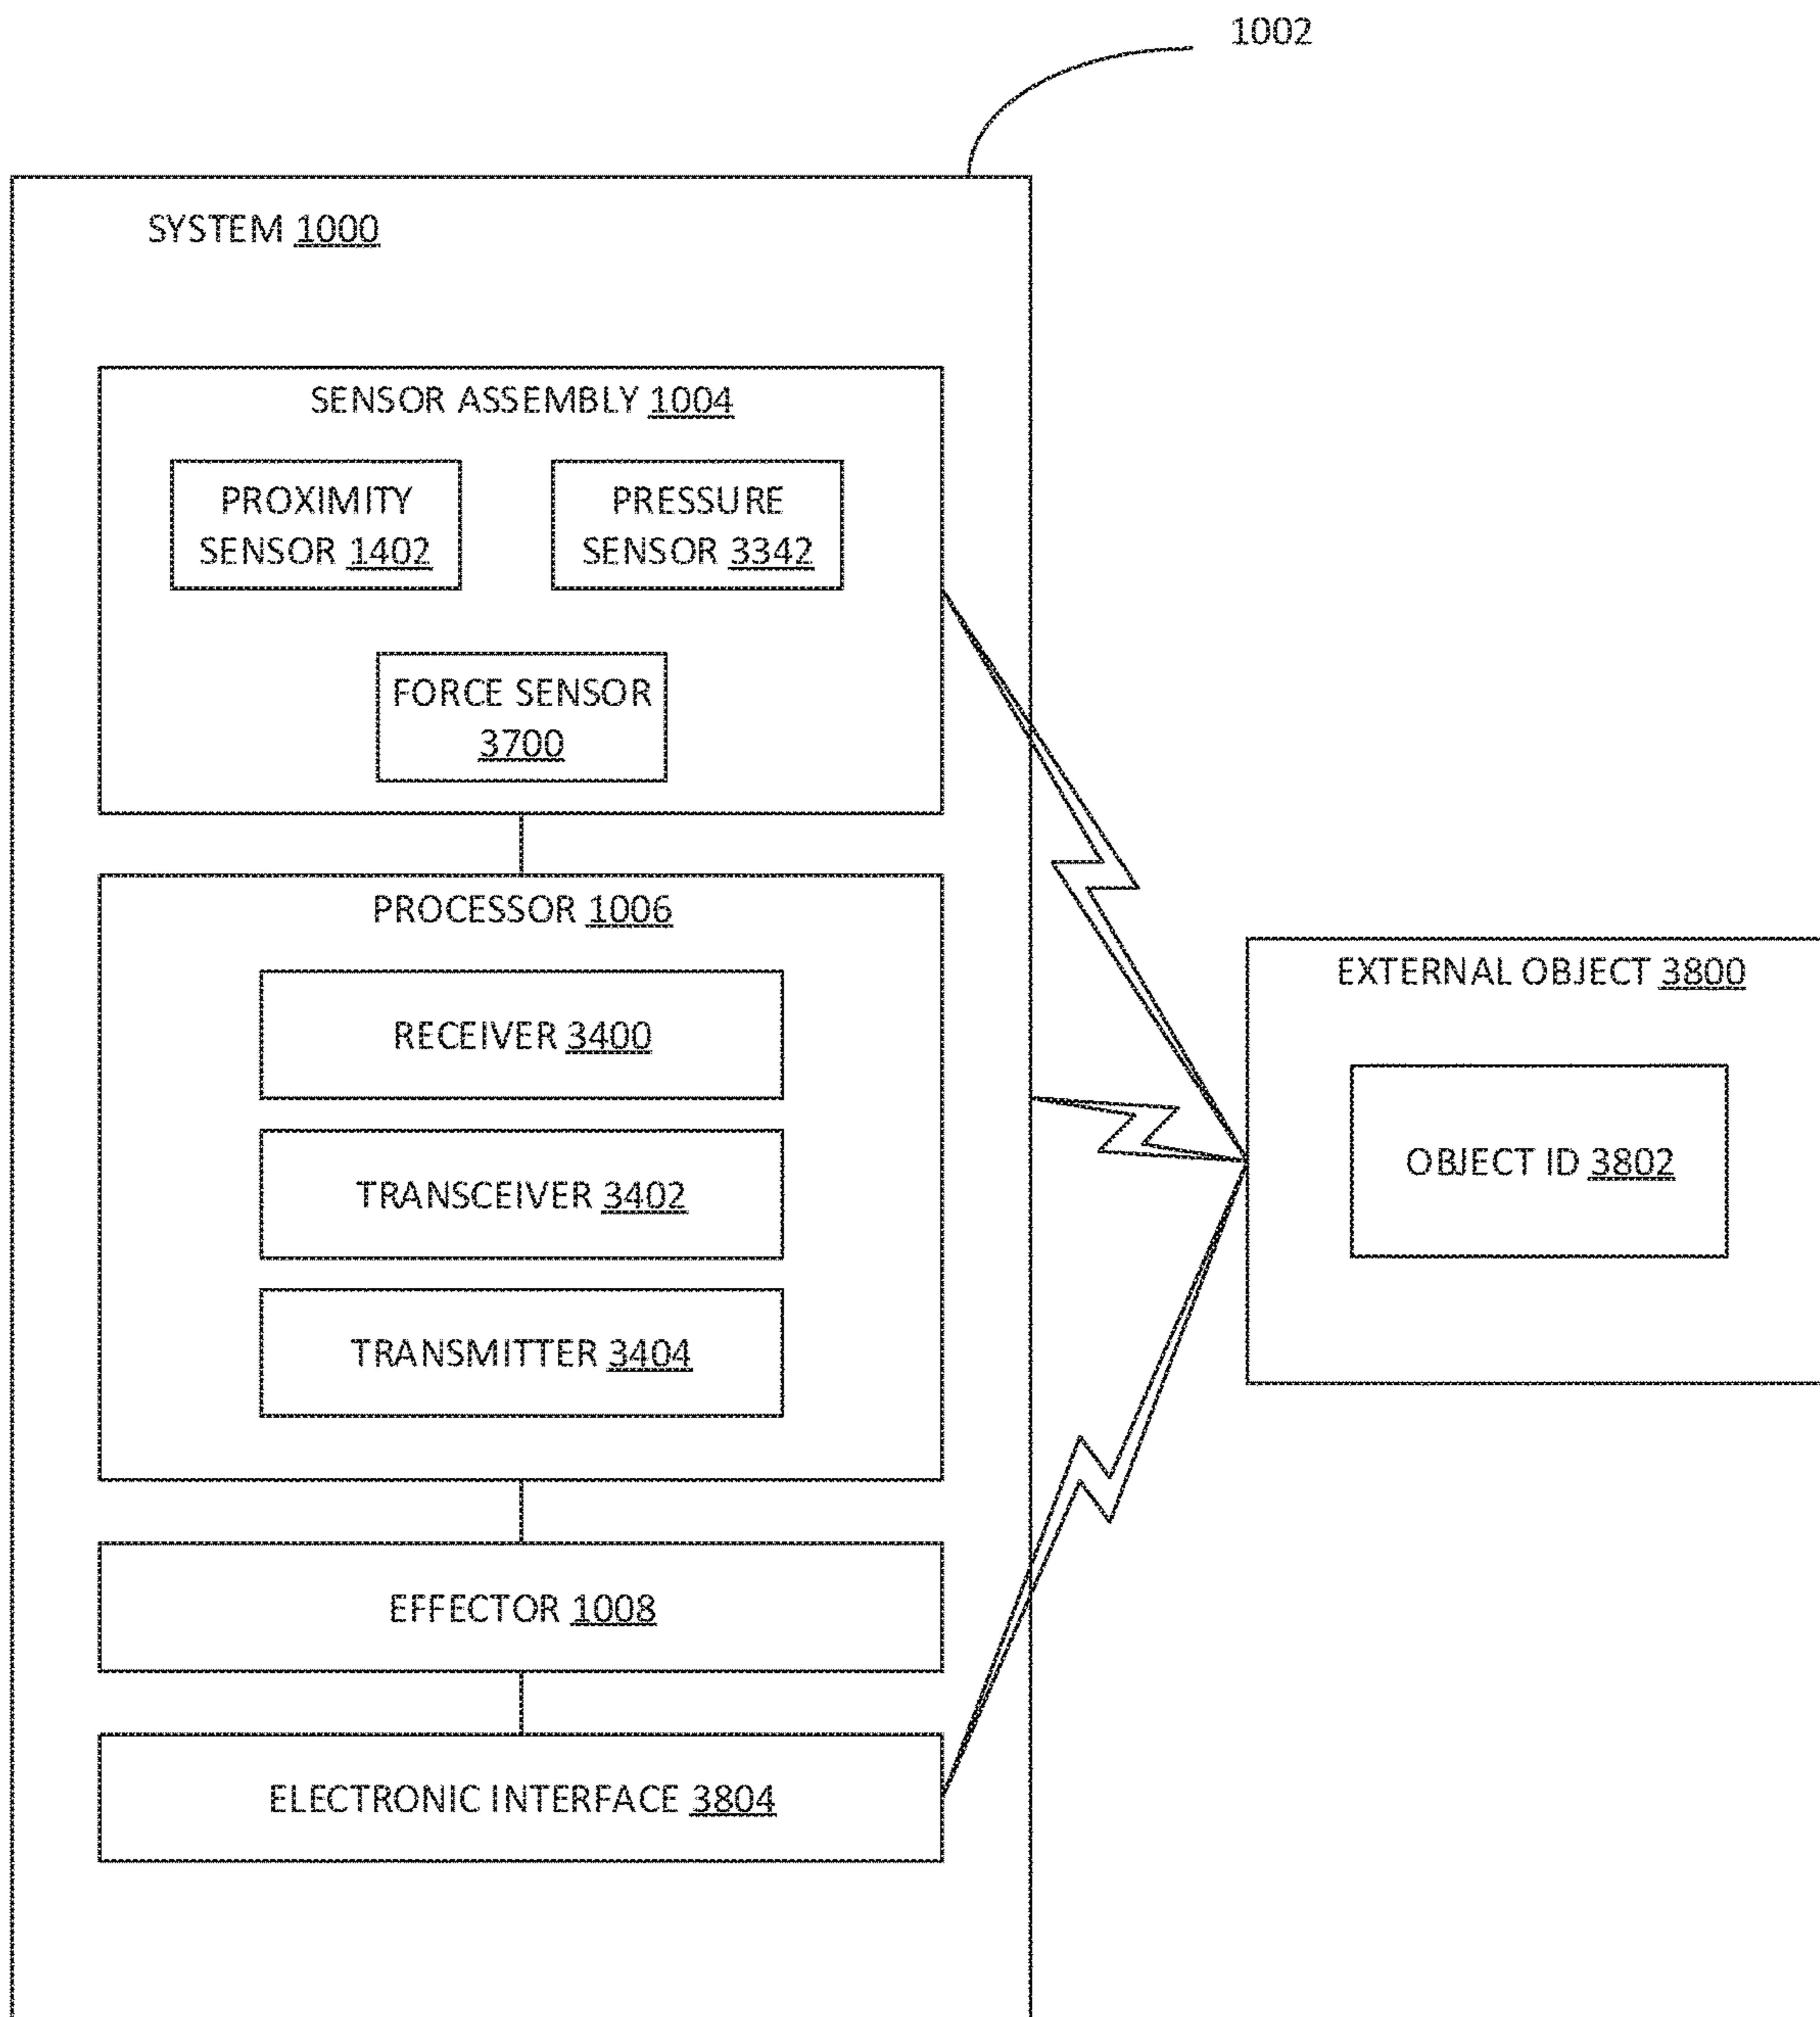 1002
SYSTEM 1000
SENSOR ASSEMBLY 1004
PROXIMITY
SENSOR 1402
PRESSURE
SENSOR 3342
FORCE SENSOR
3700
PROCESSOR 1006
RECEIVER 3400
TRANSCEIVER 3402
TRANSMITTER 3404
EFFECTOR 1008
ELECTRONIC INTERFACE 3804
EXTERNAL OBJECT 3800
OBJECT ID 3802